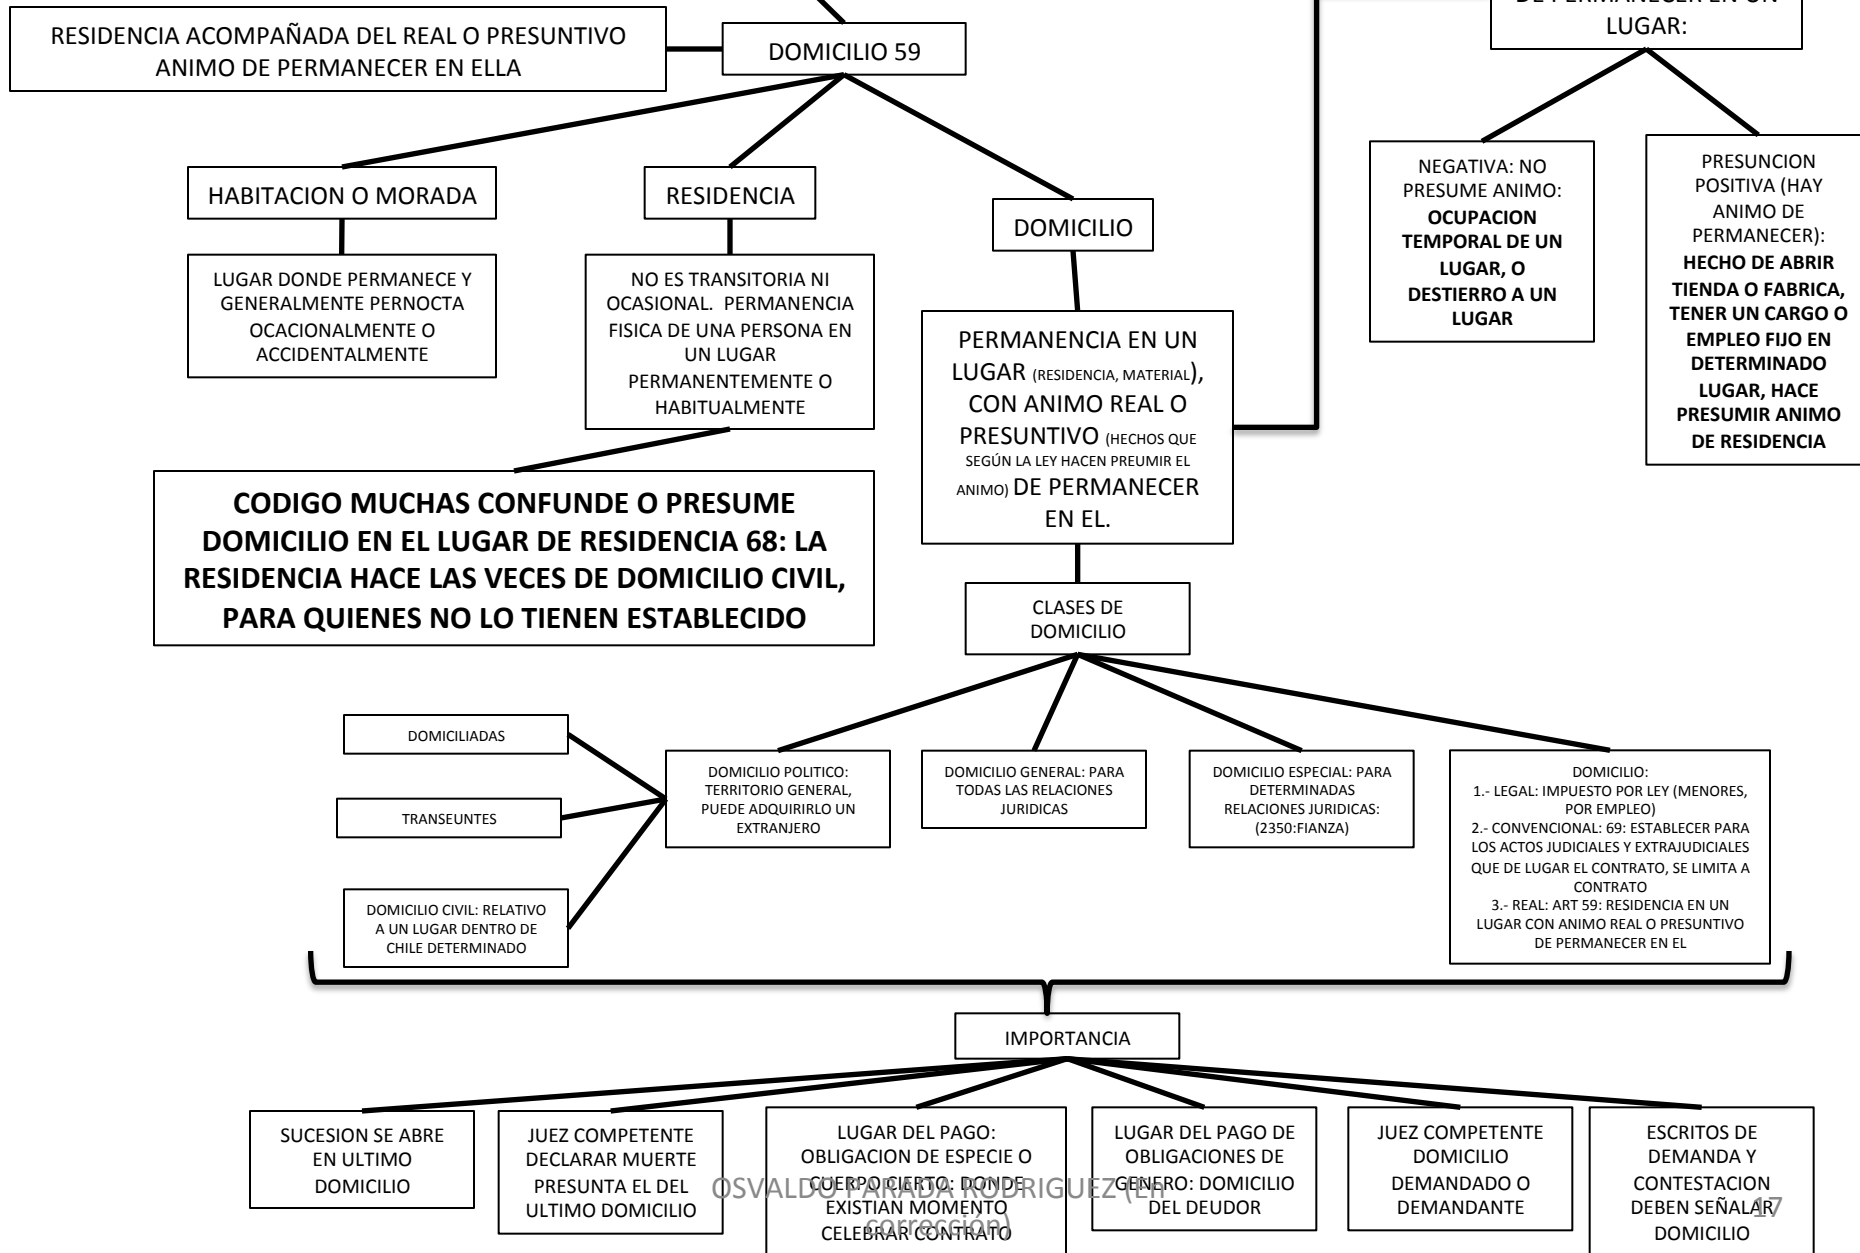 DE PERMANECER EN UN
LUGAR:
RESIDENCIA ACOMPAÑADA DEL REAL O PRESUNTIVO
ANIMO DE PERMANECER EN ELLA
DOMICILIO 59
HABITACION O MORADA
LUGAR DONDE PERMANECE Y
GENERALMENTE PERNOCTA
OCACIONALMENTE O
ACCIDENTALMENTE
RESIDENCIA
NO ES TRANSITORIA NI
OCASIONAL. PERMANENCIA
FISICA DE UNA PERSONA EN
UN LUGAR
PERMANENTEMENTE O
HABITUALMENTE
CODIGO MUCHAS CONFUNDE O PRESUME
DOMICILIO EN EL LUGAR DE RESIDENCIA 68: LA
RESIDENCIA HACE LAS VECES DE DOMICILIO CIVIL,
PARA QUIENES NO LO TIENEN ESTABLECIDO
DOMICILIO
PERMANENCIA EN UN
LUGAR (RESIDENCIA, MATERIAL),
CON ANIMO REAL O
PRESUNTIVO (HECHOS QUE
SEGÚN LA LEY HACEN PREUMIR EL
ANIMO) DE PERMANECER
EN EL.
NEGATIVA: NO
PRESUME ANIMO:
OCUPACION
TEMPORAL DE UN
LUGAR, O
DESTIERRO A UN
LUGAR
PRESUNCION
POSITIVA (HAY
ANIMO DE
PERMANECER):
HECHO DE ABRIR
TIENDA O FABRICA,
TENER UN CARGO O
EMPLEO FIJO EN
DETERMINADO
LUGAR, HACE
PRESUMIR ANIMO
DE RESIDENCIA
CLASES DE
DOMICILIO
DOMICILIADAS
TRANSEUNTES
DOMICILIO CIVIL: RELATIVO
A UN LUGAR DENTRO DE
CHILE DETERMINADO
DOMICILIO POLITICO:
TERRITORIO GENERAL,
PUEDE ADQUIRIRLO UN
EXTRANJERO
DOMICILIO GENERAL: PARA
TODAS LAS RELACIONES
JURIDICAS
DOMICILIO ESPECIAL: PARA
DETERMINADAS
RELACIONES JURIDICAS:
(2350:FIANZA)
DOMICILIO:
1.- LEGAL: IMPUESTO POR LEY (MENORES,
POR EMPLEO)
2.- CONVENCIONAL: 69: ESTABLECER PARA
LOS ACTOS JUDICIALES Y EXTRAJUDICIALES
QUE DE LUGAR EL CONTRATO, SE LIMITA A
CONTRATO
3.- REAL: ART 59: RESIDENCIA EN UN
LUGAR CON ANIMO REAL O PRESUNTIVO
DE PERMANECER EN EL
IMPORTANCIA
SUCESION SE ABRE
EN ULTIMO
DOMICILIO
JUEZ COMPETENTE
DECLARAR MUERTE
PRESUNTA EL DEL
ULTIMO DOMICILIO
LUGAR DEL PAGO:
OBLIGACION DE ESPECIE O
CUERPO CIERTO: DONDE
EXISTIAN MOMENTO
CELEBRAR CONTRATO
LUGAR DEL PAGO DE
OBLIGACIONES DE
GENERO: DOMICILIO
DEL DEUDOR
JUEZ COMPETENTE
DOMICILIO
DEMANDADO O
DEMANDANTE
ESCRITOS DE
DEMANDA Y
CONTESTACION
DEBEN SEÑALAR
DOMICILIO
OSVALDO PARADA RODRIGUEZ (En
corrección)
17